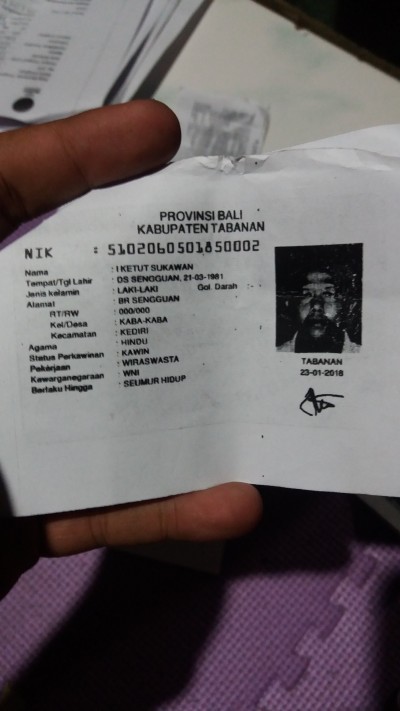 PROVINSI BALI
KABUPATEN TABANAN
NIK : 5102060501850002
Nama : I KETUT SUKAWAN
Tempat/Tgl Lahir : DS SENGGUAN, 21-03-1981
Jenis kelamin : LAKI-LAKI Gol. Darah :-
Alamat : BR SENGGUAN
RT/RW : 000/000
Kel/Desa : KABA-KABA
Kecamatan : KEDIRI
Agama : HINDU
Status Perkawinan : KAWIN
Pekerjaan : WIRASWASTA
Kewarganegaraan : WNI
Berlaku Hingga : SEUMUR HIDUP
TABANAN
23-01-2018